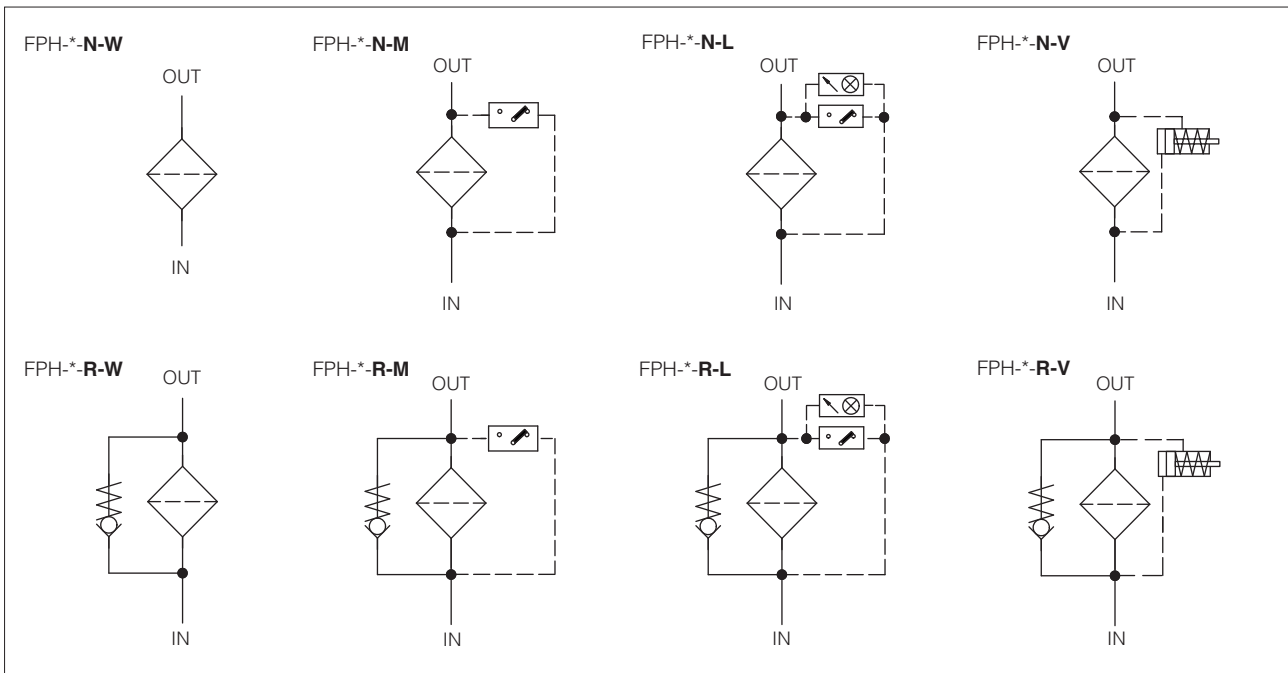 FPH-*-N-W
FPH-*-N-M
FPH-*-N-L
FPH-*-N-V
OUT
OUT
OUT
OUT
IN
IN
IN
IN
FPH-*-R-W
FPH-*-R-M
FPH-*-R-L
FPH-*-R-V
OUT
OUT
OUT
OUT
IN
IN
IN
IN